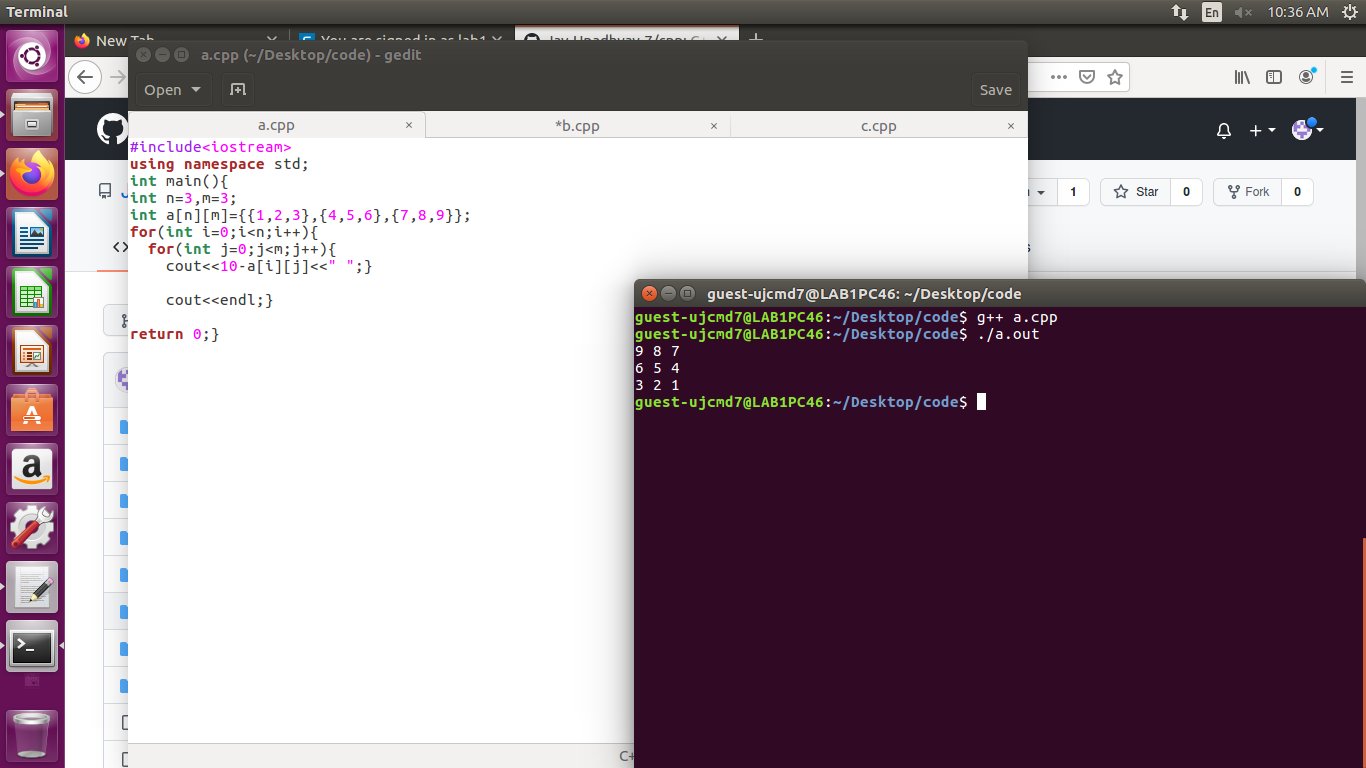 Terminal
En
10:36 AM
New Tab
You are signed in as lab1
Jay-Upadhyay-7/cpp: C+
a.cpp (~/Desktop/code) - gedit
Open
Save
a.cpp
*b.cpp
c.cpp
#include<iostream>
using namespace std;
int main(){
int n=3,m=3;
int a[n][m]={{1,2,3},{4,5,6},{7,8,9}};
for(int i=0;i<n;i++){
  for(int j=0;j<m;j++){
    cout<<10-a[i][j]<<" ";}
    cout<<endl;}
return 0;}
1
Star
0
Fork
0
guest-ujcmd7@LAB1PC46: ~/Desktop/code
guest-ujcmd7@LAB1PC46:~/Desktop/code$ g++ a.cpp
guest-ujcmd7@LAB1PC46:~/Desktop/code$ ./a.out
9 8 7
6 5 4
3 2 1
guest-ujcmd7@LAB1PC46:~/Desktop/code$
C+